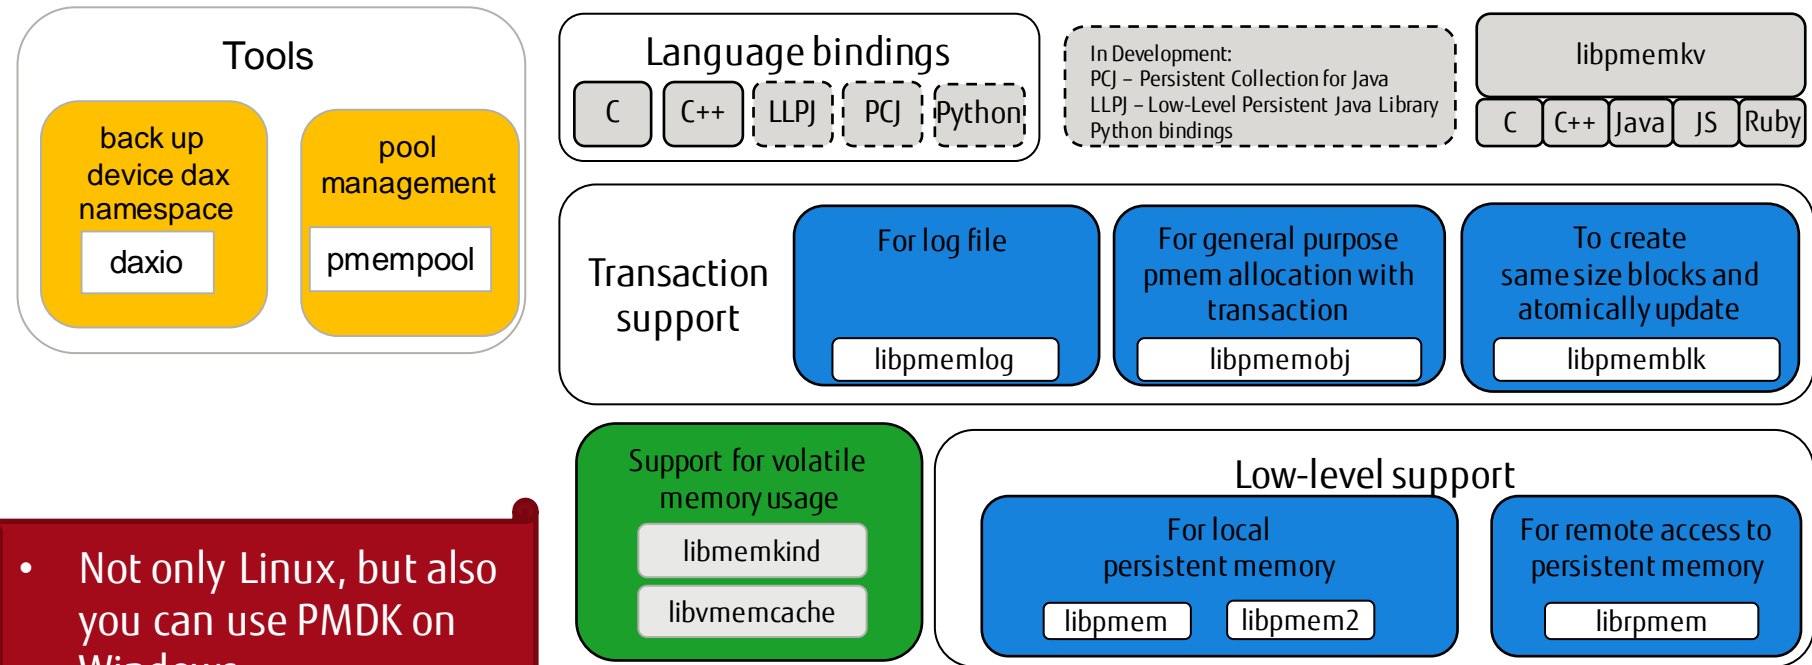 Tools
back up
device dax
namespace
daxio
pool
management
pmempool
Language bindings
C
C++
LLPJ
PCJ
Python
In Development:
PCJ – Persistent Collection for Java
LLPJ – Low-Level Persistent Java Library
Python bindings
libpmemkv
C
C++
Java
JS
Ruby
Transaction
support
For log file
libpmemlog
For general purpose
pmem allocation with
transaction
libpmemobj
To create
same size blocks and
atomically update
libpmemblk
Support for volatile
memory usage
libmemkind
libvmemcache
Low-level support
For local
persistent memory
libpmem
libpmem2
For remote access to
persistent memory
librpmem
• Not only Linux, but also
you can use PMDK on
Windows